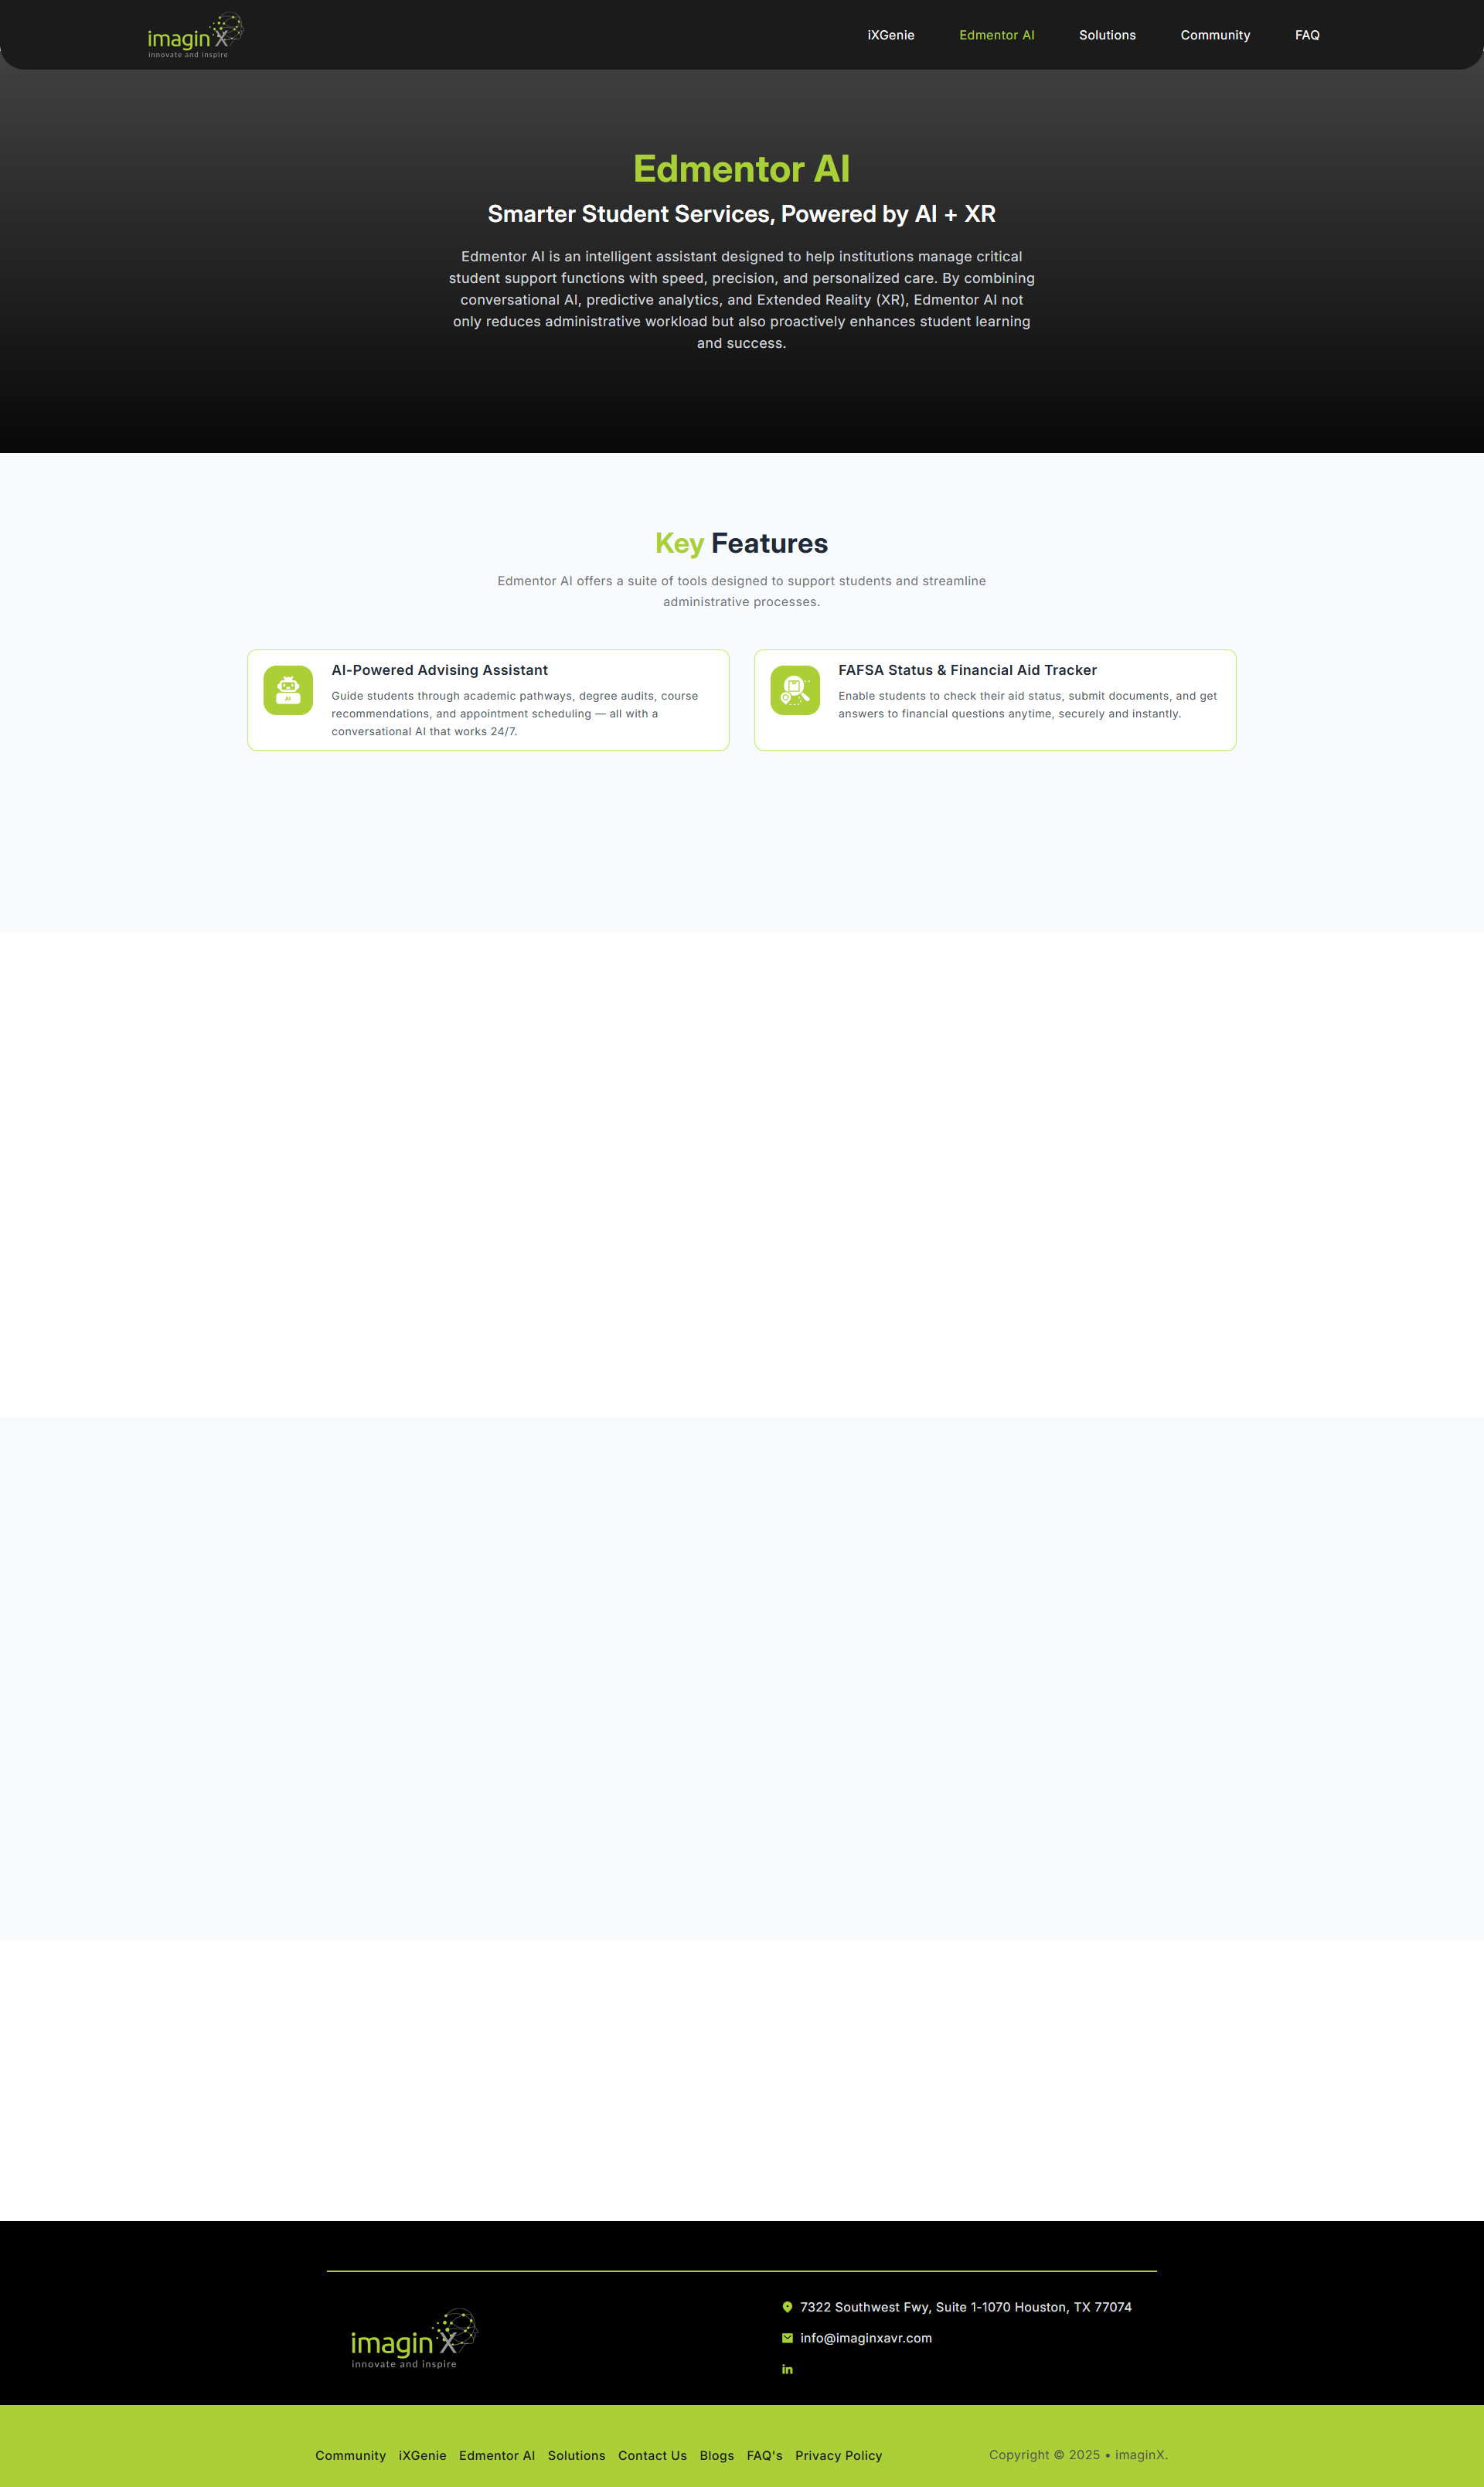 imagin X
innovate and inspire
iXGenie
Edmentor AI
Solutions
Community
FAQ
Edmentor AI
Smarter Student Services, Powered by AI + XR
Edmentor AI is an intelligent assistant designed to help institutions manage critical
student support functions with speed, precision, and personalized care. By combining
conversational AI, predictive analytics, and Extended Reality (XR), Edmentor AI not
only reduces administrative workload but also proactively enhances student learning
and success.
Key Features
Edmentor AI offers a suite of tools designed to support students and streamline
administrative processes.
AI
AI-Powered Advising Assistant
Guide students through academic pathways, degree audits, course
recommendations, and appointment scheduling — all with a
conversational AI that works 24/7.
FAFSA Status & Financial Aid Tracker
Enable students to check their aid status, submit documents, and get
answers to financial questions anytime, securely and instantly.
imagin X
innovate and inspire
7322 Southwest Fwy, Suite 1-1070 Houston, TX 77074
info@imaginxavr.com
in
Community iXGenie Edmentor AI Solutions Contact Us Blogs FAQ's Privacy Policy
Copyright © 2025 • imaginX.